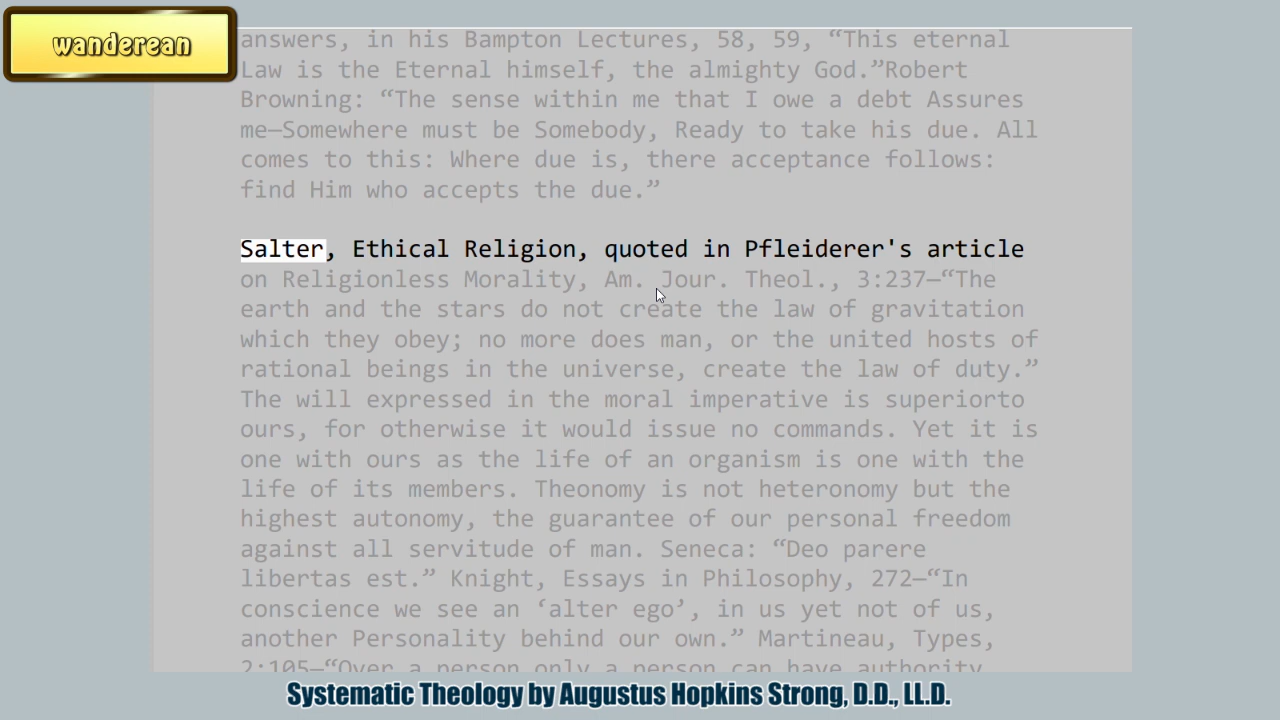 wanderean
answers, in his Bampton Lectures, 58, 59, “This eternal
Law is the Eternal himself, the almighty God.”Robert
Browning: “The sense within me that I owe a debt Assures
me—Somewhere must be Somebody, Ready to take his due. All
comes to this: Where due is, there acceptance follows:
find Him who accepts the due.”
Salter, Ethical Religion, quoted in Pfleiderer's article
on Religionless Morality, Am. Jour. Theol., 3:237—“The
earth and the stars do not create the law of gravitation
which they obey; no more does man, or the united hosts of
rational beings in the universe, create the law of duty.”
The will expressed in the moral imperative is superiorto
ours, for otherwise it would issue no commands. Yet it is
one with ours as the life of an organism is one with the
life of its members. Theonomy is not heteronomy but the
highest autonomy, the guarantee of our personal freedom
against all servitude of man. Seneca: “Deo parere
libertas est.” Knight, Essays in Philosophy, 272—“In
conscience we see an ‘alter ego’, in us yet not of us,
another Personality behind our own.” Martineau, Types,
2:105—“Over a person only a person can have authority
Systematic Theology by Augustus Hopkins Strong, D.D., LL.D.